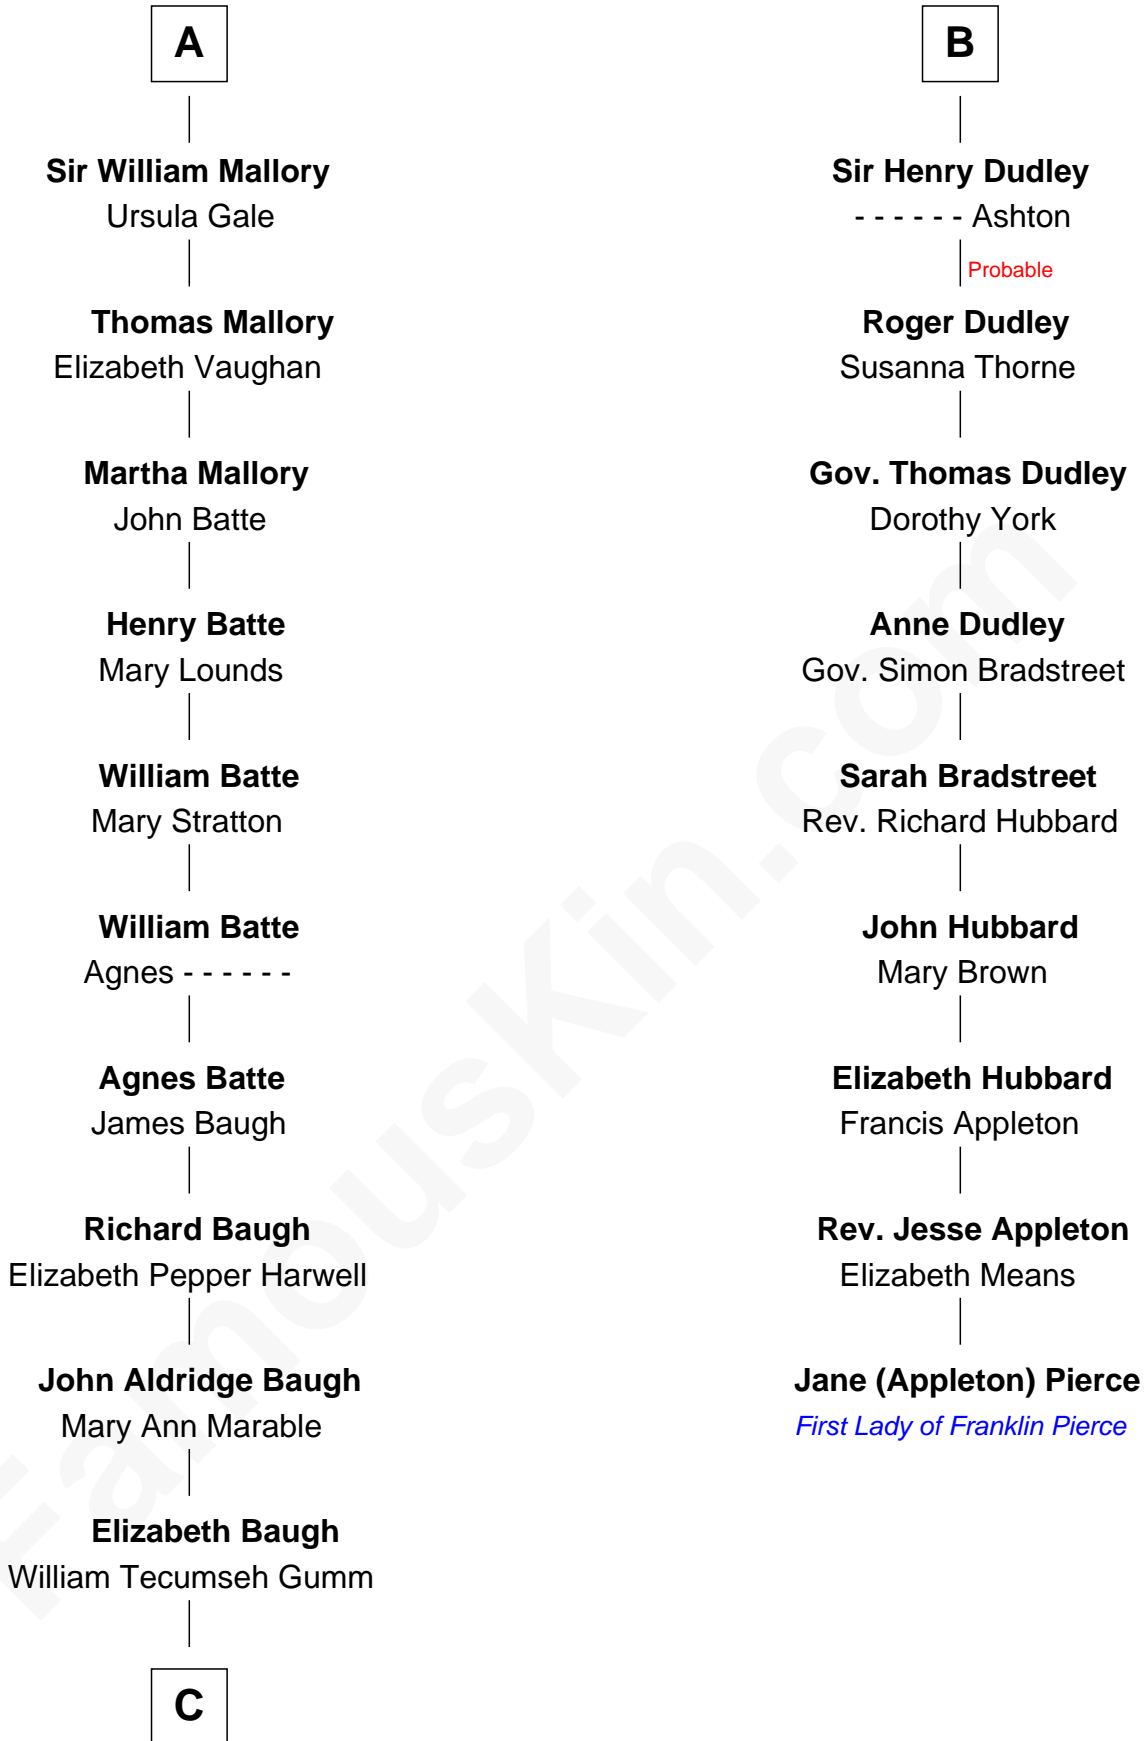 A
Sir William Mallory
Ursula Gale
Thomas Mallory
Elizabeth Vaughan
Martha Mallory
John Batte
Henry Batte
Mary Lounds
William Batte
Mary Stratton
William Batte
Agnes - - - - - -
Agnes Batte
James Baugh
Richard Baugh
Elizabeth Pepper Harwell
John Aldridge Baugh
Mary Ann Marable
Elizabeth Baugh
William Tecumseh Gumm
C
B
Sir Henry Dudley
- - - - - - Ashton
Probable
Roger Dudley
Susanna Thorne
Gov. Thomas Dudley
Dorothy York
Anne Dudley
Gov. Simon Bradstreet
Sarah Bradstreet
Rev. Richard Hubbard
John Hubbard
Mary Brown
Elizabeth Hubbard
Francis Appleton
Rev. Jesse Appleton
Elizabeth Means
Jane (Appleton) Pierce
First Lady of Franklin Pierce
FamousKin.com